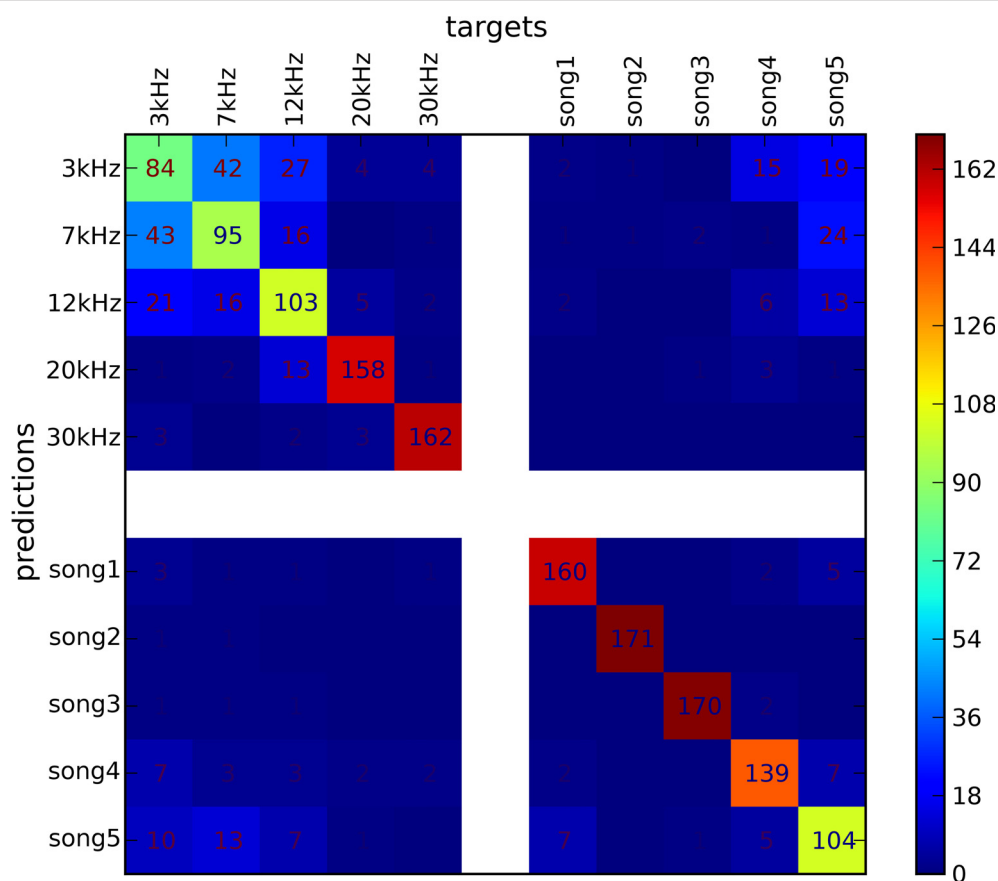 targets
3kHz 7kHz 12kHz 20kHz 30kHz song1 song2 song3 song4 song5
3kHz 84 42 27 4 4 2 15 19 162
7kHz 43 95 16 2 24 144
12kHz 21 16 103 5 2 2 6 13 126
20kHz 2 13 158 3 108
30kHz 3 2 3 162 90
predictions
song1 3 160 2 5 72
song2 171 54
song3 170 2 36
song4 7 3 3 2 2 2 139 7 18
song5 10 13 7 7 5 104 0